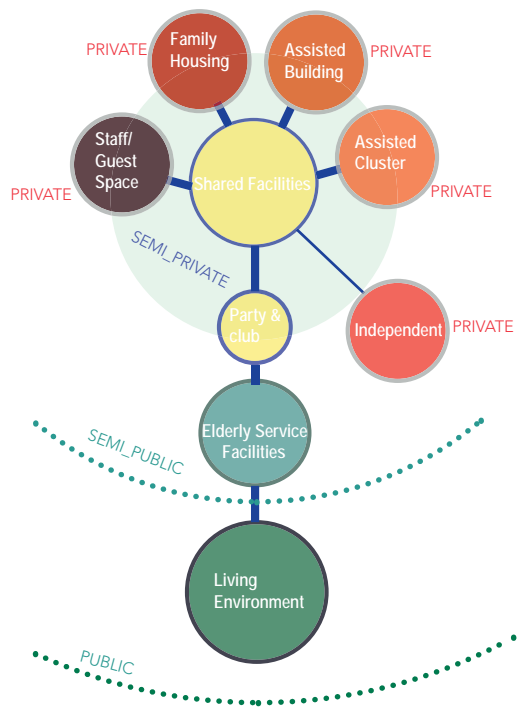 PRIVATE
Family
Housing
Assisted
Building
PRIVATE
Staff/
Guest
Space
PRIVATE
Shared Facilities
Assisted
Cluster
PRIVATE
SEMI_PRIVATE
Party &
club
Independent
PRIVATE
Elderly Service
Facilities
SEMI_PUBLIC
Living
Environment
PUBLIC